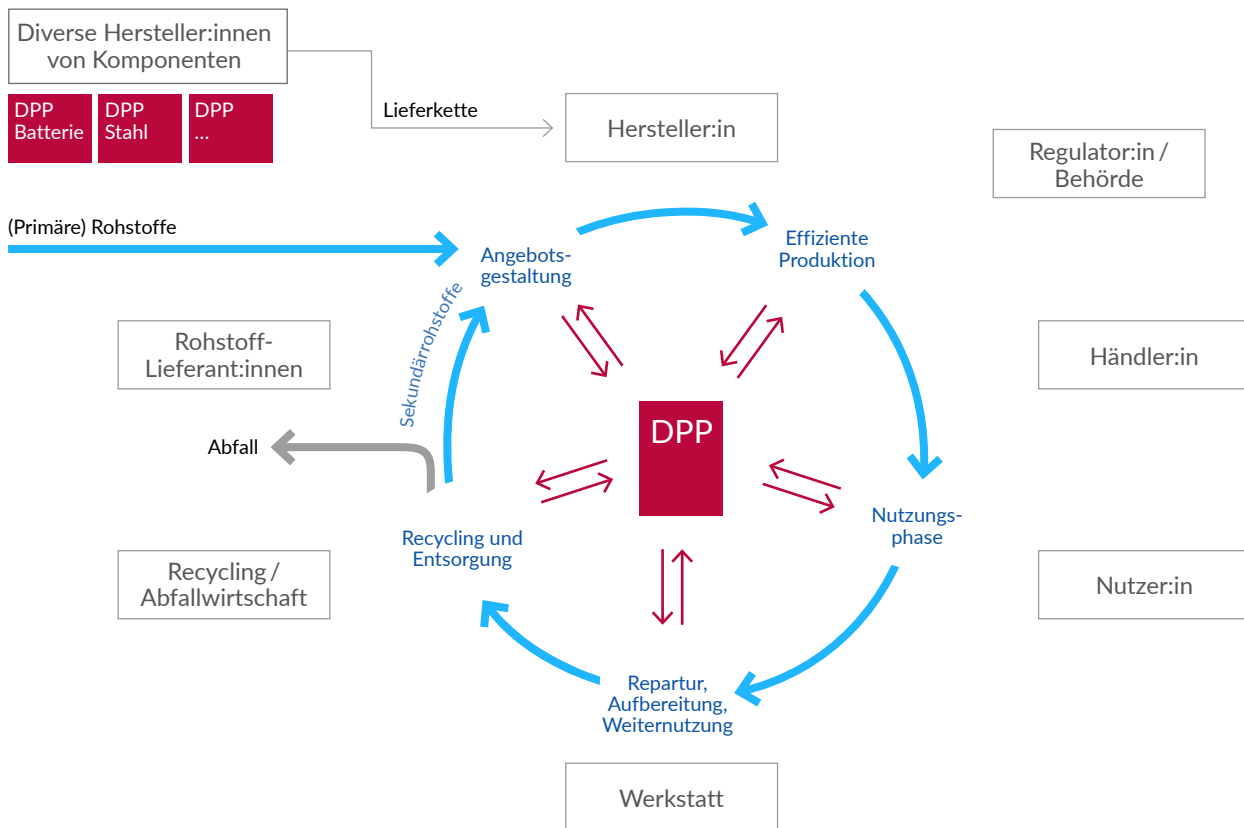 Diverse Hersteller:innen
von Komponenten
DPP
Batterie
DPP
Stahl
DPP
...
Lieferkette
Hersteller:in
Regulator:in /
Behörde
(Primäre) Rohstoffe
Angebots-
gestaltung
Effiziente
Produktion
Sekundärrohstoffe
Rohstoff-
Lieferant:innen
Händler:in
Abfall
DPP
Recycling und
Entsorgung
Nutzungs-
phase
Recycling /
Abfallwirtschaft
Nutzer:in
Repartur,
Aufbereitung,
Weiternutzung
Werkstatt